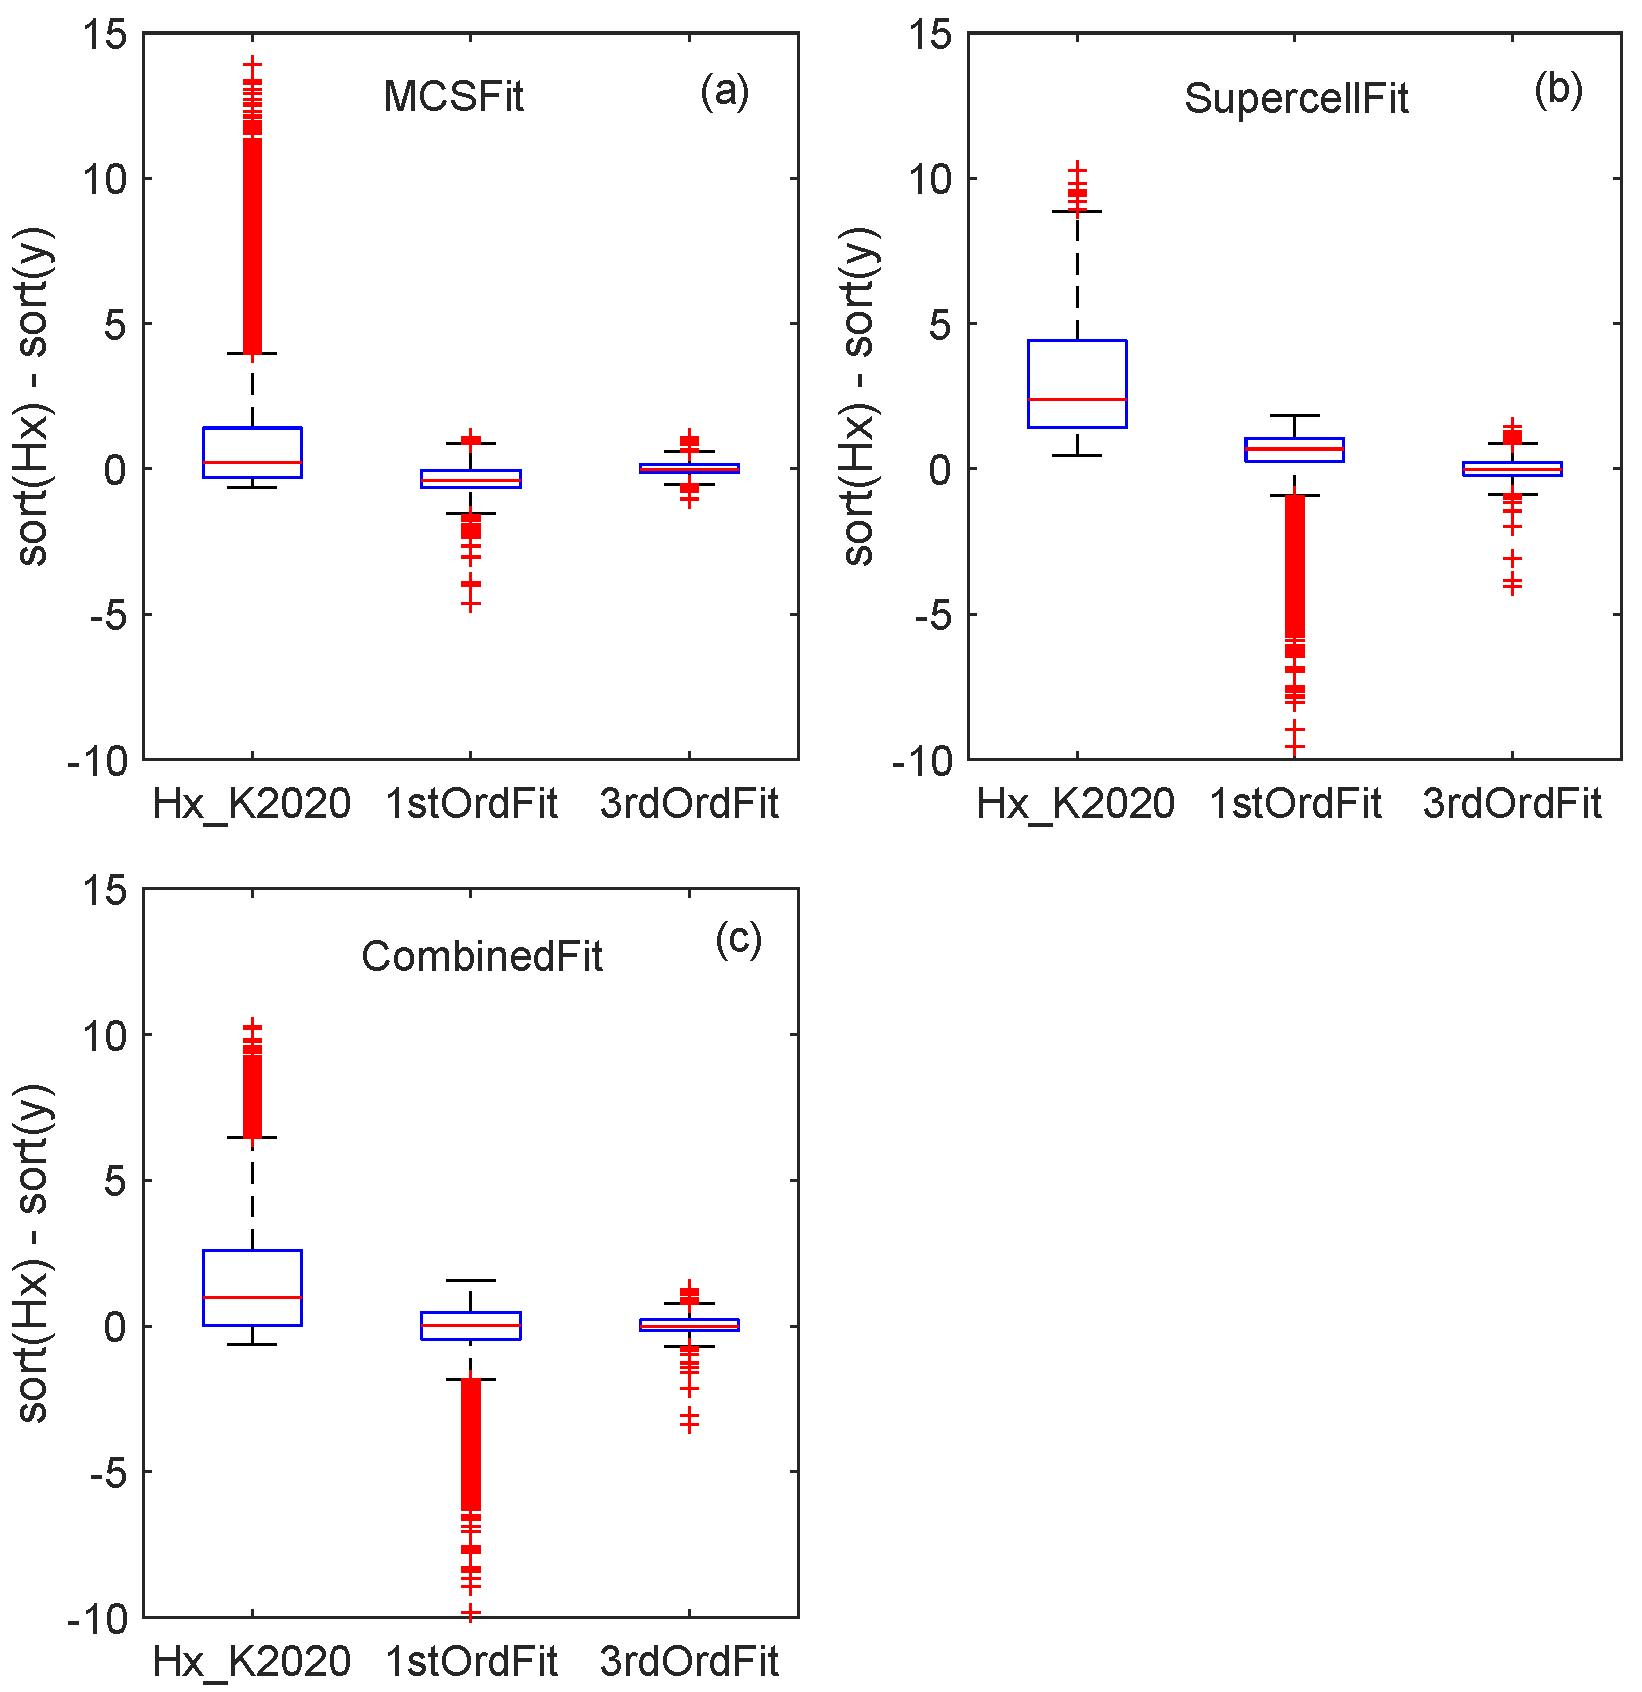 MCSFit
(a)
15
10
5
0
-5
-10
sort(Hx) - sort(y)
Hx_K2020 1stOrdFit 3rdOrdFit
SupercellFit
(b)
15
10
5
0
-5
-10
sort(Hx) - sort(y)
Hx_K2020 1stOrdFit 3rdOrdFit
CombinedFit
(c)
15
10
5
0
-5
-10
sort(Hx) - sort(y)
Hx_K2020 1stOrdFit 3rdOrdFit